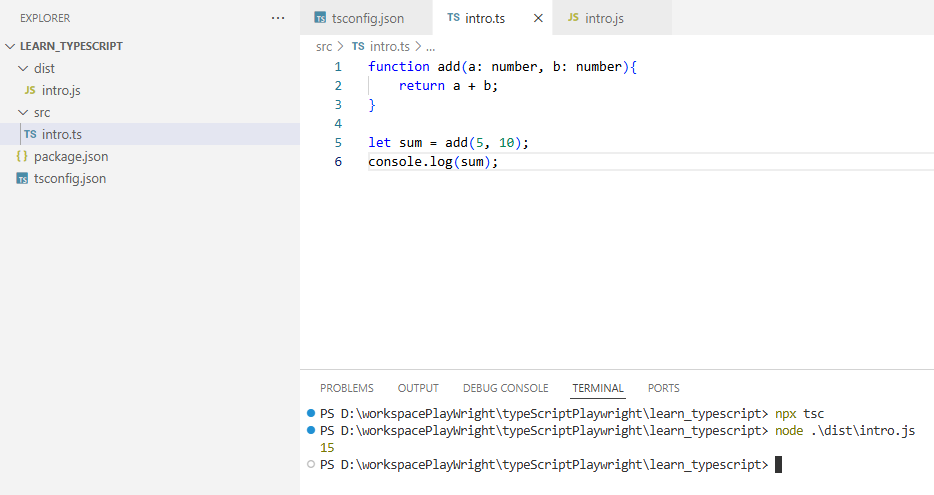 EXPLORER ...
LEARN_TYPESCRIPT
dist
JS intro.js
src
TS intro.ts
{ } package.json
TS tsconfig.json
TS tsconfig.json TS intro.ts JS intro.js
src > TS intro.ts > ...
1 function add(a: number, b: number){
2 return a + b;
3 }
4
5 let sum = add(5, 10);
6 console.log(sum);
PROBLEMS OUTPUT DEBUG CONSOLE TERMINAL PORTS
PS D:\workspacePlayWright\typeScriptPlaywright\learn_typescript> npx tsc
PS D:\workspacePlayWright\typeScriptPlaywright\learn_typescript> node .\dist\intro.js
15
PS D:\workspacePlayWright\typeScriptPlaywright\learn_typescript>